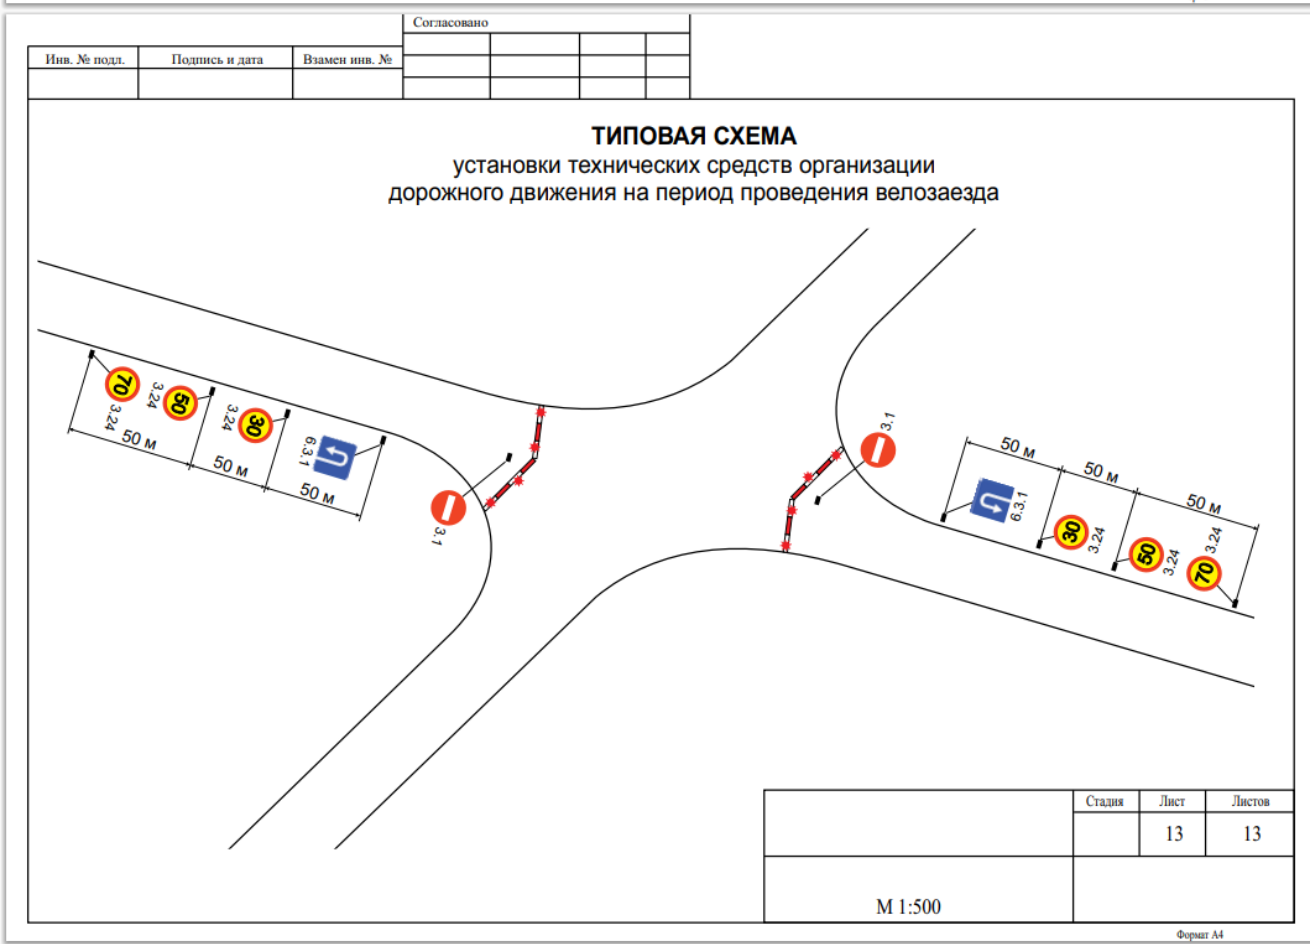 Согласовано
Инв. № подл. Подпись и дата Взамен инв. №
ТИПОВАЯ СХЕМА
установки технических средств организации
дорожного движения на период проведения велозаезда
70
3.24
50
3.24
30
3.24
6.3.1
50 м
50 м
50 м
3.1
3.1
50 м
50 м
50 м
6.3.1
30
3.24
50
3.24
70
3.24
Стадия Лист Листов
13 13
М 1:500
Формат А4